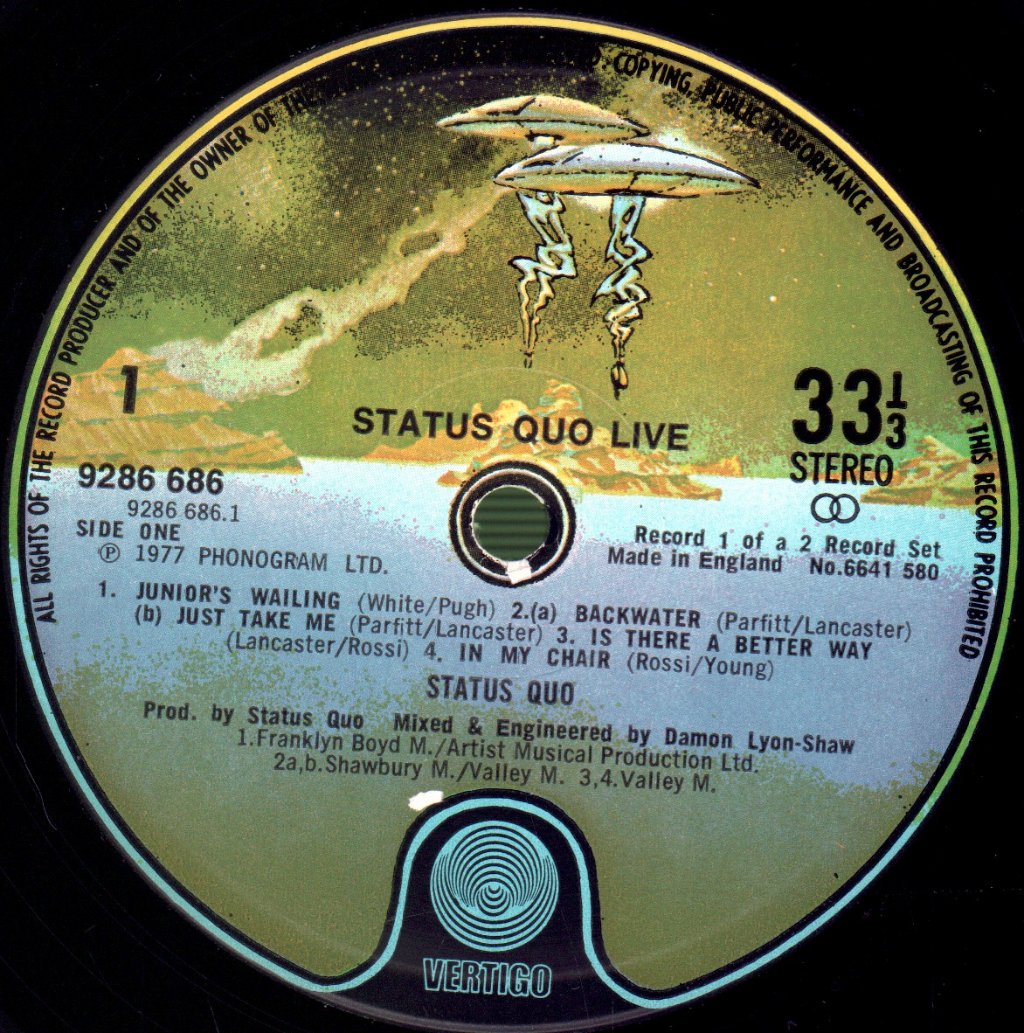 ALL RIGHTS OF THE RECORD PRODUCER AND OF THE OWNER OF THE
COPYING, PUBLIC PERFORMANCE AND BROADCASTING OF THIS RECORD PROHIBITED
1
STATUS QUO LIVE
33 1/3
STEREO
9286 686
9286 686.1
SIDE ONE
Ⓟ 1977 PHONOGRAM LTD.
Record 1 of a 2 Record Set
Made in England No.6641 580
1. JUNIOR'S WAILING (White/Pugh) 2.(a) BACKWATER (Parfitt/Lancaster)
(b) JUST TAKE ME (Parfitt/Lancaster) 3. IS THERE A BETTER WAY
(Lancaster/Rossi) 4. IN MY CHAIR (Rossi/Young)
STATUS QUO
Prod. by Status Quo Mixed & Engineered by Damon Lyon-Shaw
1.Franklyn Boyd M./Artist Musical Production Ltd.
2a,b.Shawbury M./Valley M. 3,4.Valley M.
VERTIGO